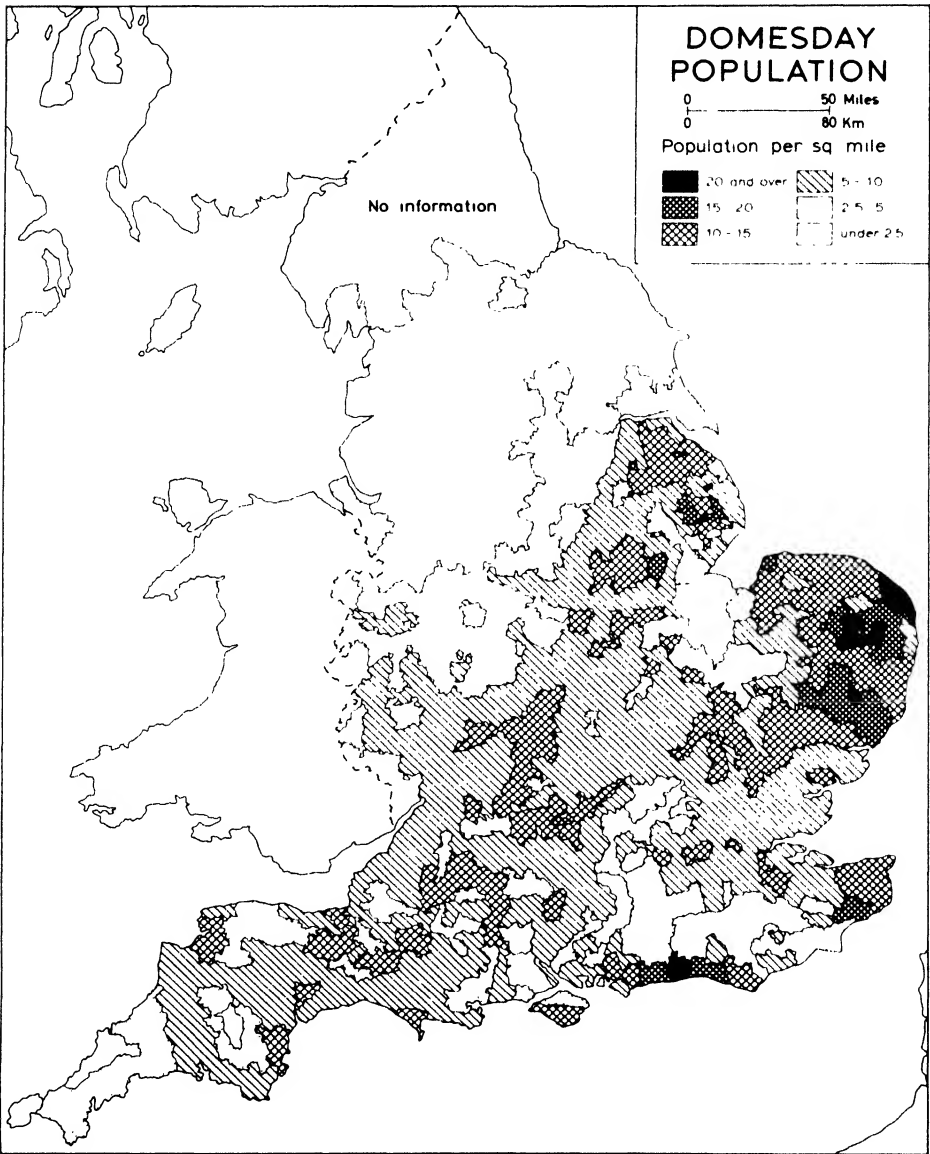 DOMESDAY
POPULATION
0 50 Miles
0 80 Km
Population per sq mile
20 and over 5 - 10
15 20 2.5 5
10 - 15 under 2.5
No information